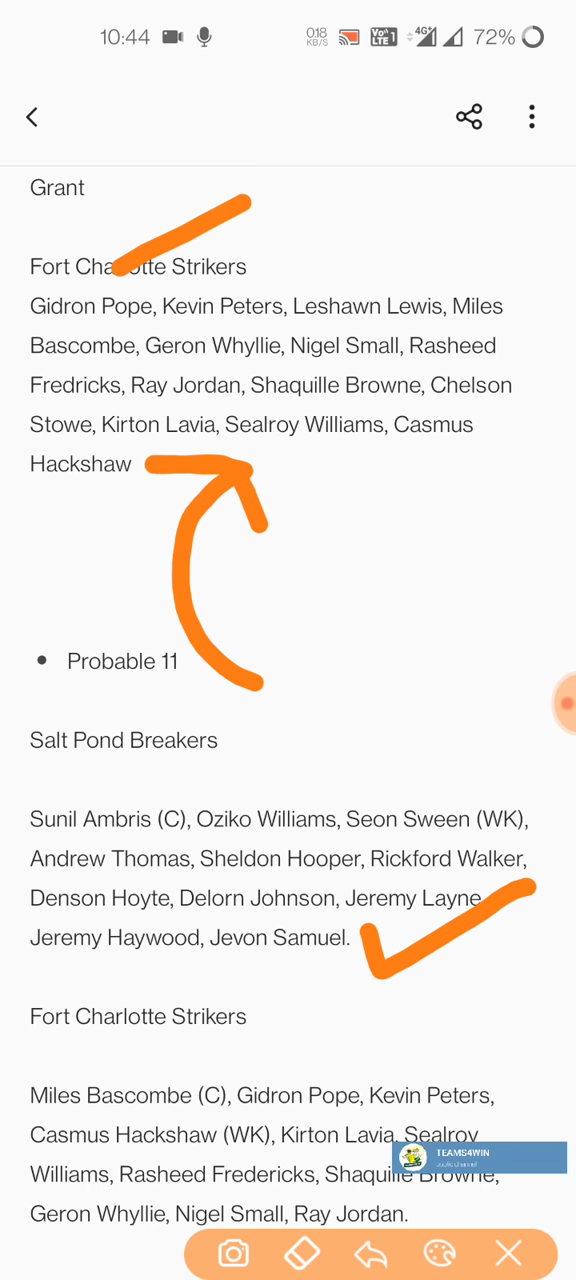 10:44
0.18
KB/S
Vo
LTE 1
4G+
72%
Grant
Fort Charlotte Strikers
Gidron Pope, Kevin Peters, Leshawn Lewis, Miles
Bascombe, Geron Whyllie, Nigel Small, Rasheed
Fredricks, Ray Jordan, Shaquille Browne, Chelson
Stowe, Kirton Lavia, Sealroy Williams, Casmus
Hackshaw
• Probable 11
Salt Pond Breakers
Sunil Ambris (C), Oziko Williams, Seon Sween (WK),
Andrew Thomas, Sheldon Hooper, Rickford Walker,
Denson Hoyte, Delorn Johnson, Jeremy Layne
Jeremy Haywood, Jevon Samuel.
Fort Charlotte Strikers
Miles Bascombe (C), Gidron Pope, Kevin Peters,
Casmus Hackshaw (WK), Kirton Lavia, Sealroy
Williams, Rasheed Fredericks, Shaquille Browne,
TEAMS4WIN
Geron Whyllie, Nigel Small, Ray Jordan.